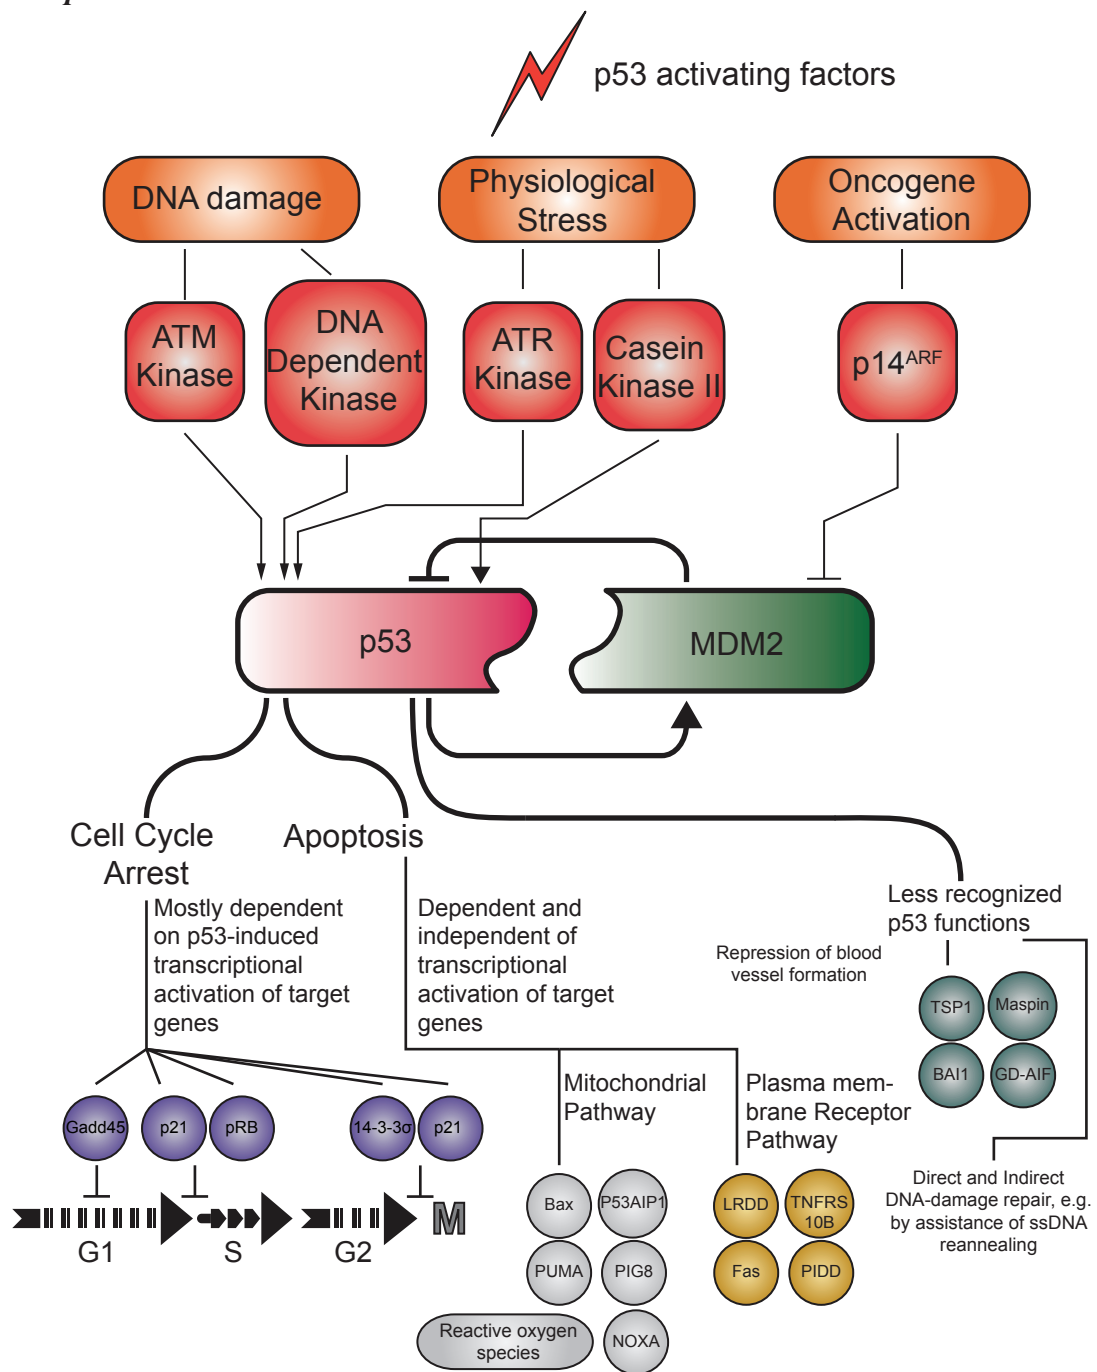 p53 activating factors
DNA damage
Physiological
Stress
Oncogene
Activation
ATM
Kinase
DNA
Dependent
Kinase
ATR
Kinase
Casein
Kinase II
p14ARF
p53
MDM2
Cell Cycle
Arrest
Apoptosis
Less recognized
p53 functions
Mostly dependent
on p53-induced
transcriptional
activation of target
genes
Dependent and
independent of
transcriptional
activation of target
genes
Repression of blood
vessel formation
TSP1
Maspin
BAI1
GD-AIF
Mitochondrial
Pathway
Plasma mem-
brane Receptor
Pathway
Gadd45
p21
pRB
14-3-3σ
p21
G1
S
G2
M
Bax
P53AIP1
PUMA
PIG8
Reactive oxygen
species
NOXA
LRDD
TNFRS
10B
Fas
PIDD
Direct and Indirect
DNA-damage repair, e.g.
by assistance of ssDNA
reannealing